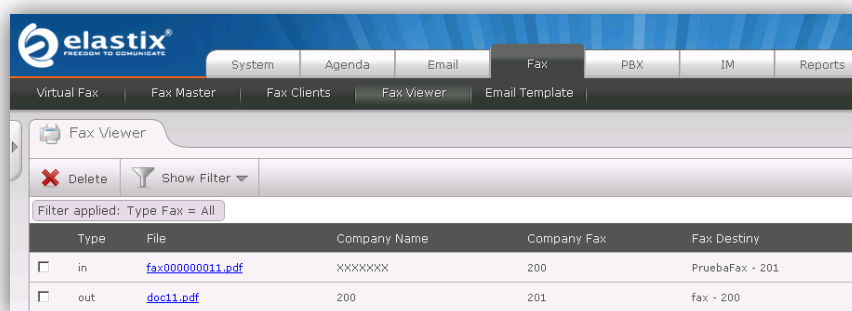 elastix®
FREEDOM TO COMUNICATE
System Agenda Email Fax PBX IM Reports
Virtual Fax Fax Master Fax Clients Fax Viewer Email Template
Fax Viewer
Delete Show Filter
Filter applied: Type Fax = All
Type File Company Name Company Fax Fax Destiny
in fax000000011.pdf XXXXXXX 200 PruebaFax - 201
out doc11.pdf 200 201 fax - 200